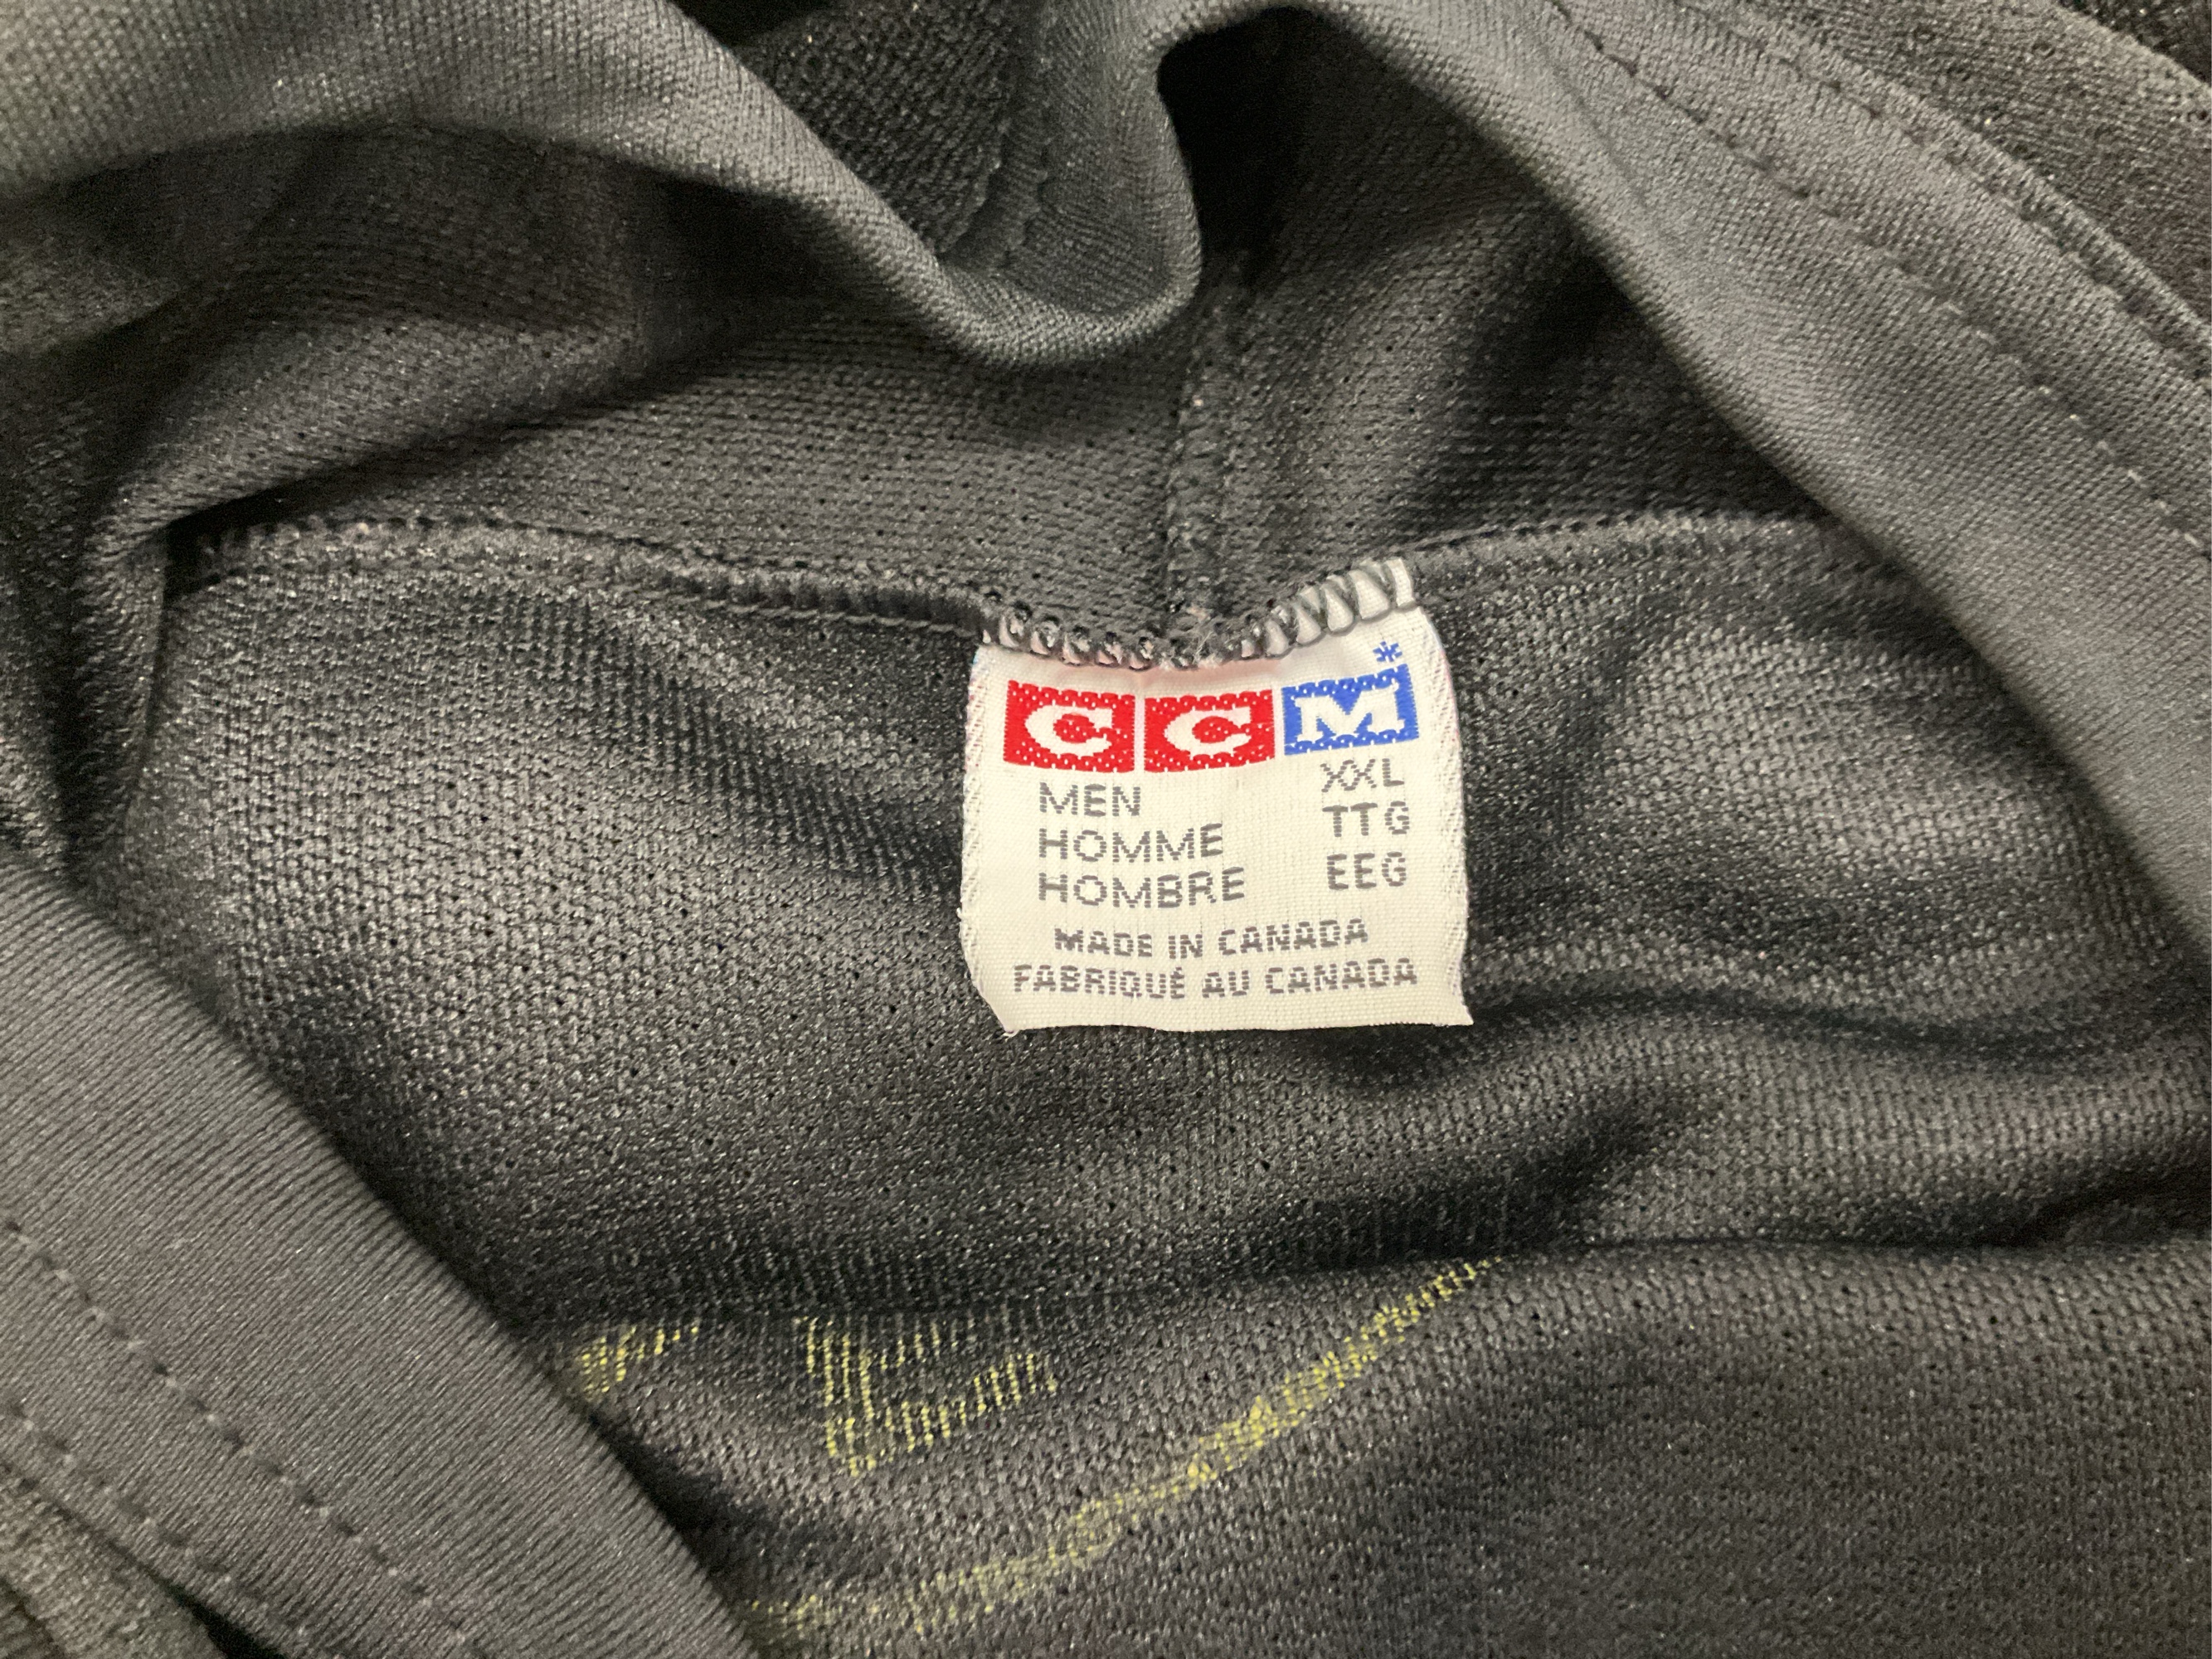 CCM*
MEN XXL
HOMME TTG
HOMBRE EEG
MADE IN CANADA
FABRIQUÉ AU CANADA